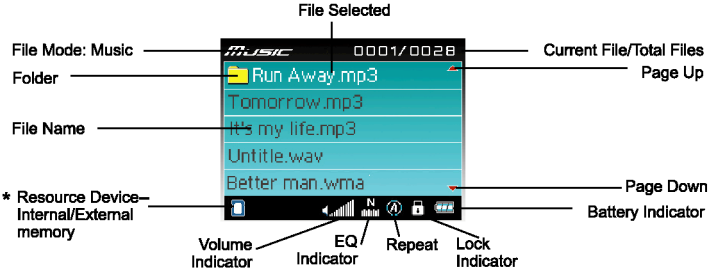 File Selected
File Mode: Music
Music 0001/0028
Current File/Total Files
Folder
Run Away.mp3
Page Up
Tomorrow.mp3
File Name
It's my life.mp3
Untitle.wav
Better man.wma
Page Down
* Resource Device–
Internal/External
memory
N
A
Battery Indicator
Volume
Indicator
EQ
Indicator
Repeat
Lock
Indicator